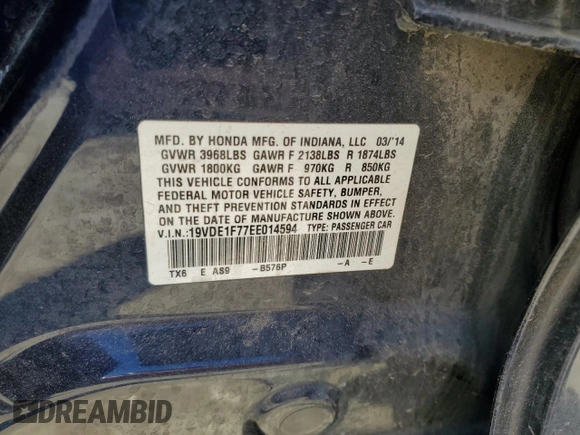 MFD. BY HONDA MFG. OF INDIANA, LLC 03/'14
GVWR 3968LBS GAWR F 2138LBS R 1874LBS
GVWR 1800KG GAWR F 970KG R 850KG
THIS VEHICLE CONFORMS TO ALL APPLICABLE
FEDERAL MOTOR VEHICLE SAFETY, BUMPER,
AND THEFT PREVENTION STANDARDS IN EFFECT
ON THE DATE OF MANUFACTURE SHOWN ABOVE.
V.I.N.: 19VDE1F77EE014594 TYPE: PASSENGER CAR
TX6 E AS9 -B576P -A -E
DREAMBID